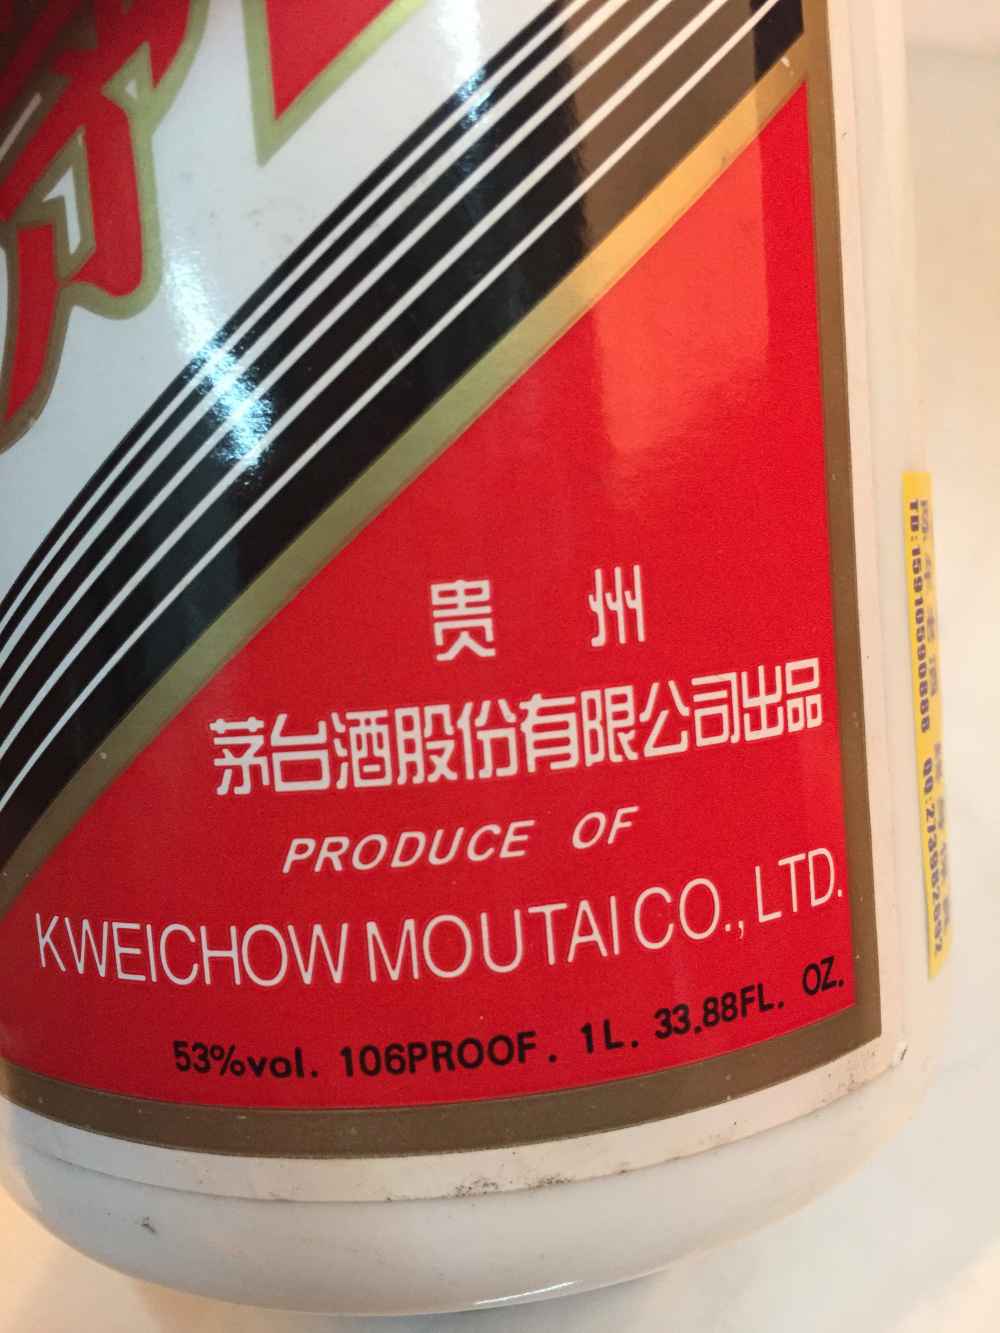 贵 州
茅台酒股份有限公司出品
PRODUCE OF
KWEICHOW MOUTAI CO., LTD.
53%vol. 106PROOF. 1L. 33.88FL. OZ.